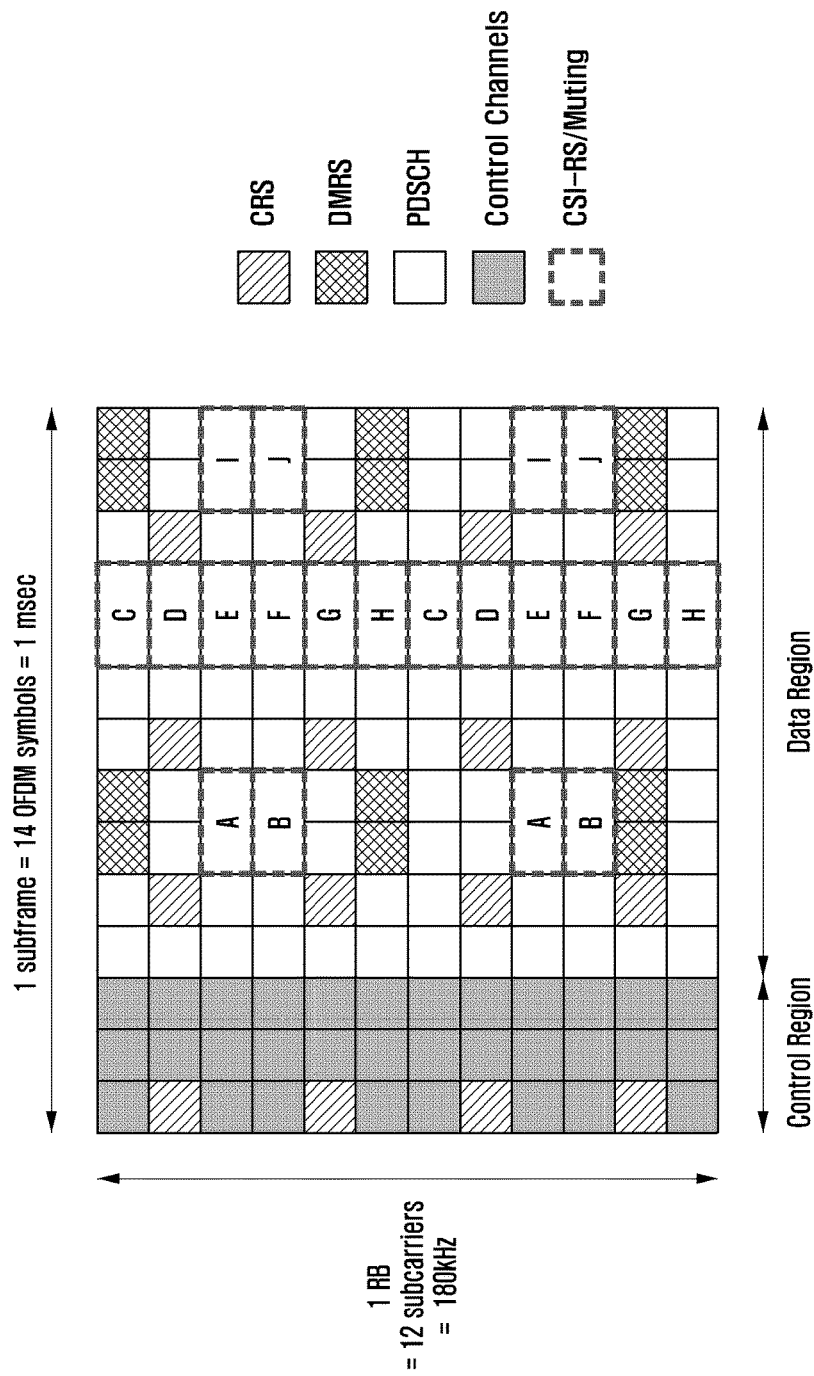 1 subframe = 14 OFDM symbols = 1 msec
1 RB
= 12 subcarriers
= 180kHz
C
D
A E I
B F J
G
H
C
D
A E I
B F J
G
H
Control Region
Data Region
CRS
DMRS
PDSCH
Control Channels
CSI-RS/Muting